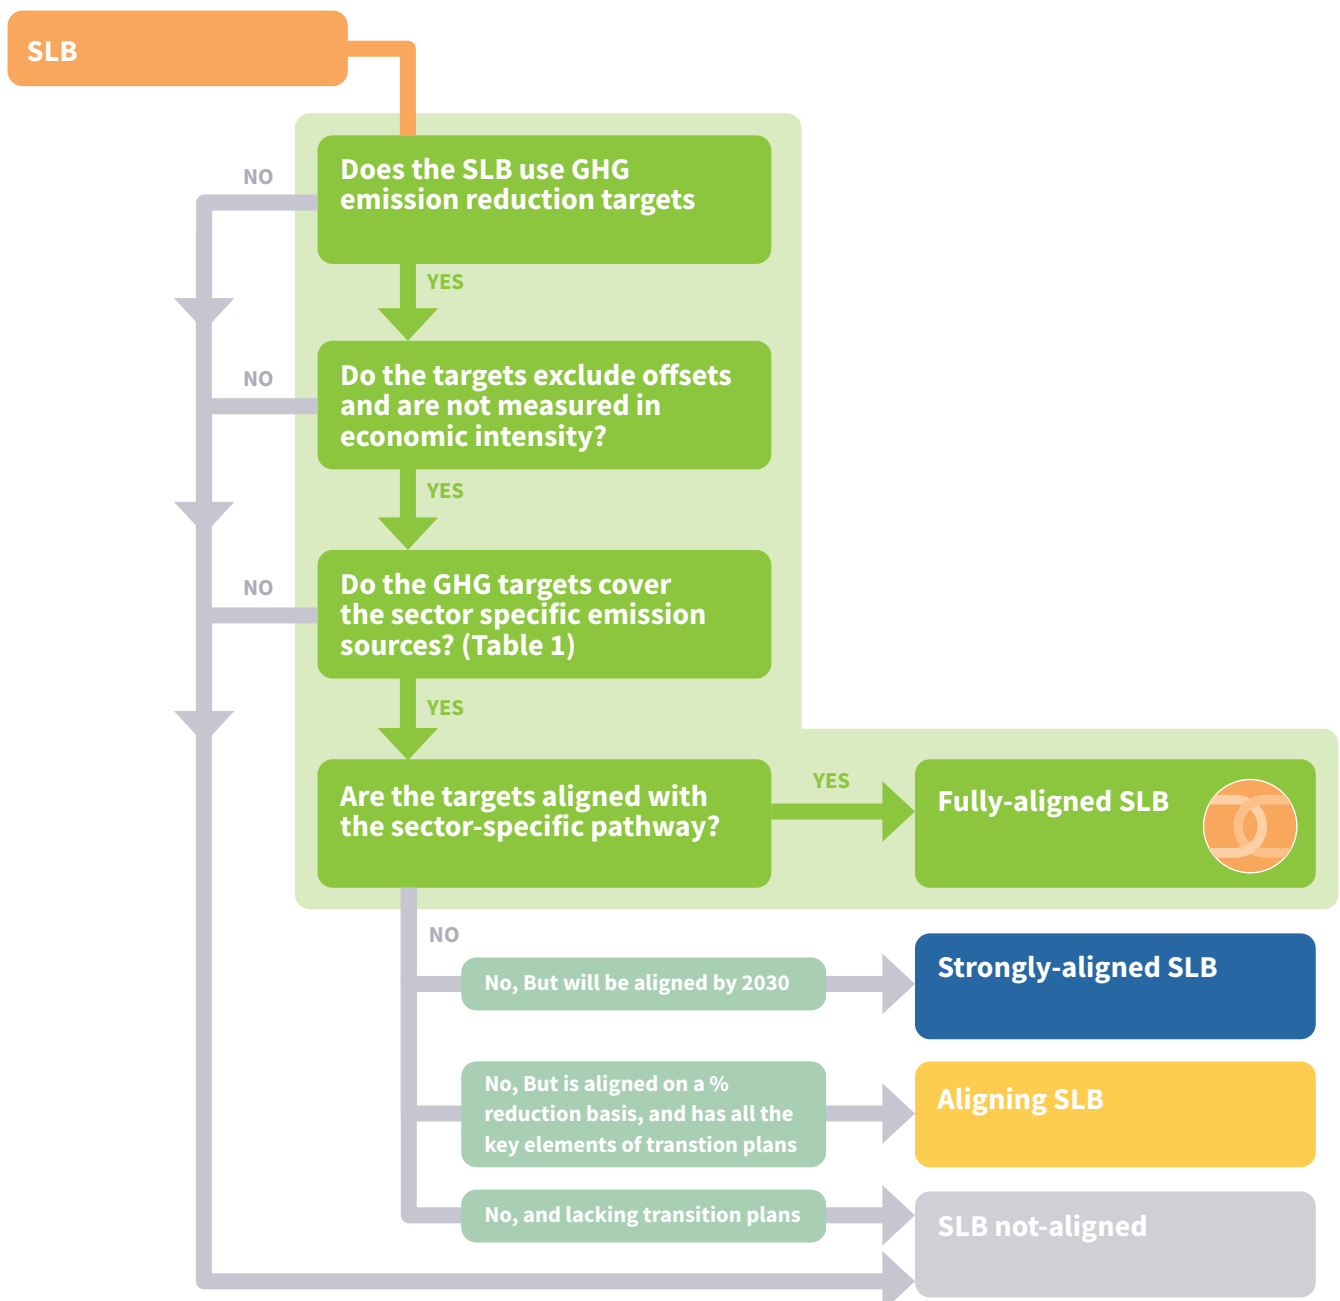 SLB
Does the SLB use GHG
emission reduction targets
NO
YES
Do the targets exclude offsets
and are not measured in
economic intensity?
NO
YES
Do the GHG targets cover
the sector specific emission
sources? (Table 1)
NO
YES
Are the targets aligned with
the sector-specific pathway?
YES
Fully-aligned SLB
NO
No, But will be aligned by 2030
Strongly-aligned SLB
No, But is aligned on a %
reduction basis, and has all the
key elements of transtion plans
Aligning SLB
No, and lacking transition plans
SLB not-aligned